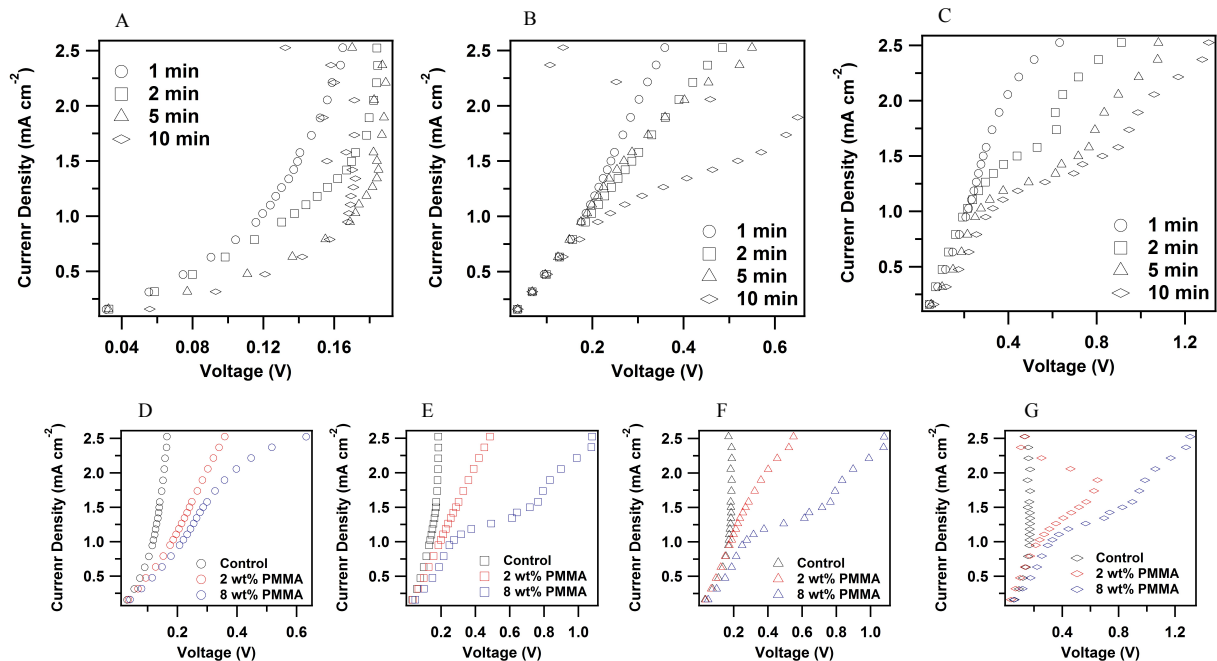 A
Currenr Density (mA cm-2)
2.5
2.0
1.5
1.0
0.5
1 min
2 min
5 min
10 min
0.04
0.08
0.12
0.16
Voltage (V)
B
Currenr Density (mA cm-2)
2.5
2.0
1.5
1.0
0.5
1 min
2 min
5 min
10 min
0.2
0.4
0.6
Voltage (V)
C
Currenr Density (mA cm-2)
2.5
2.0
1.5
1.0
0.5
1 min
2 min
5 min
10 min
0.4
0.8
1.2
Voltage (V)
D
Currenr Density (mA cm-2)
2.5
2.0
1.5
1.0
0.5
Control
2 wt% PMMA
8 wt% PMMA
0.2
0.4
0.6
Voltage (V)
E
Currenr Density (mA cm-2)
2.5
2.0
1.5
1.0
0.5
Control
2 wt% PMMA
8 wt% PMMA
0.2
0.4
0.6
0.8
1.0
Voltage (V)
F
Currenr Density (mA cm-2)
2.5
2.0
1.5
1.0
0.5
Control
2 wt% PMMA
8 wt% PMMA
0.2
0.4
0.6
0.8
1.0
Voltage (V)
G
Currenr Density (mA cm-2)
2.5
2.0
1.5
1.0
0.5
Control
2 wt% PMMA
8 wt% PMMA
0.4
0.8
1.2
Voltage (V)